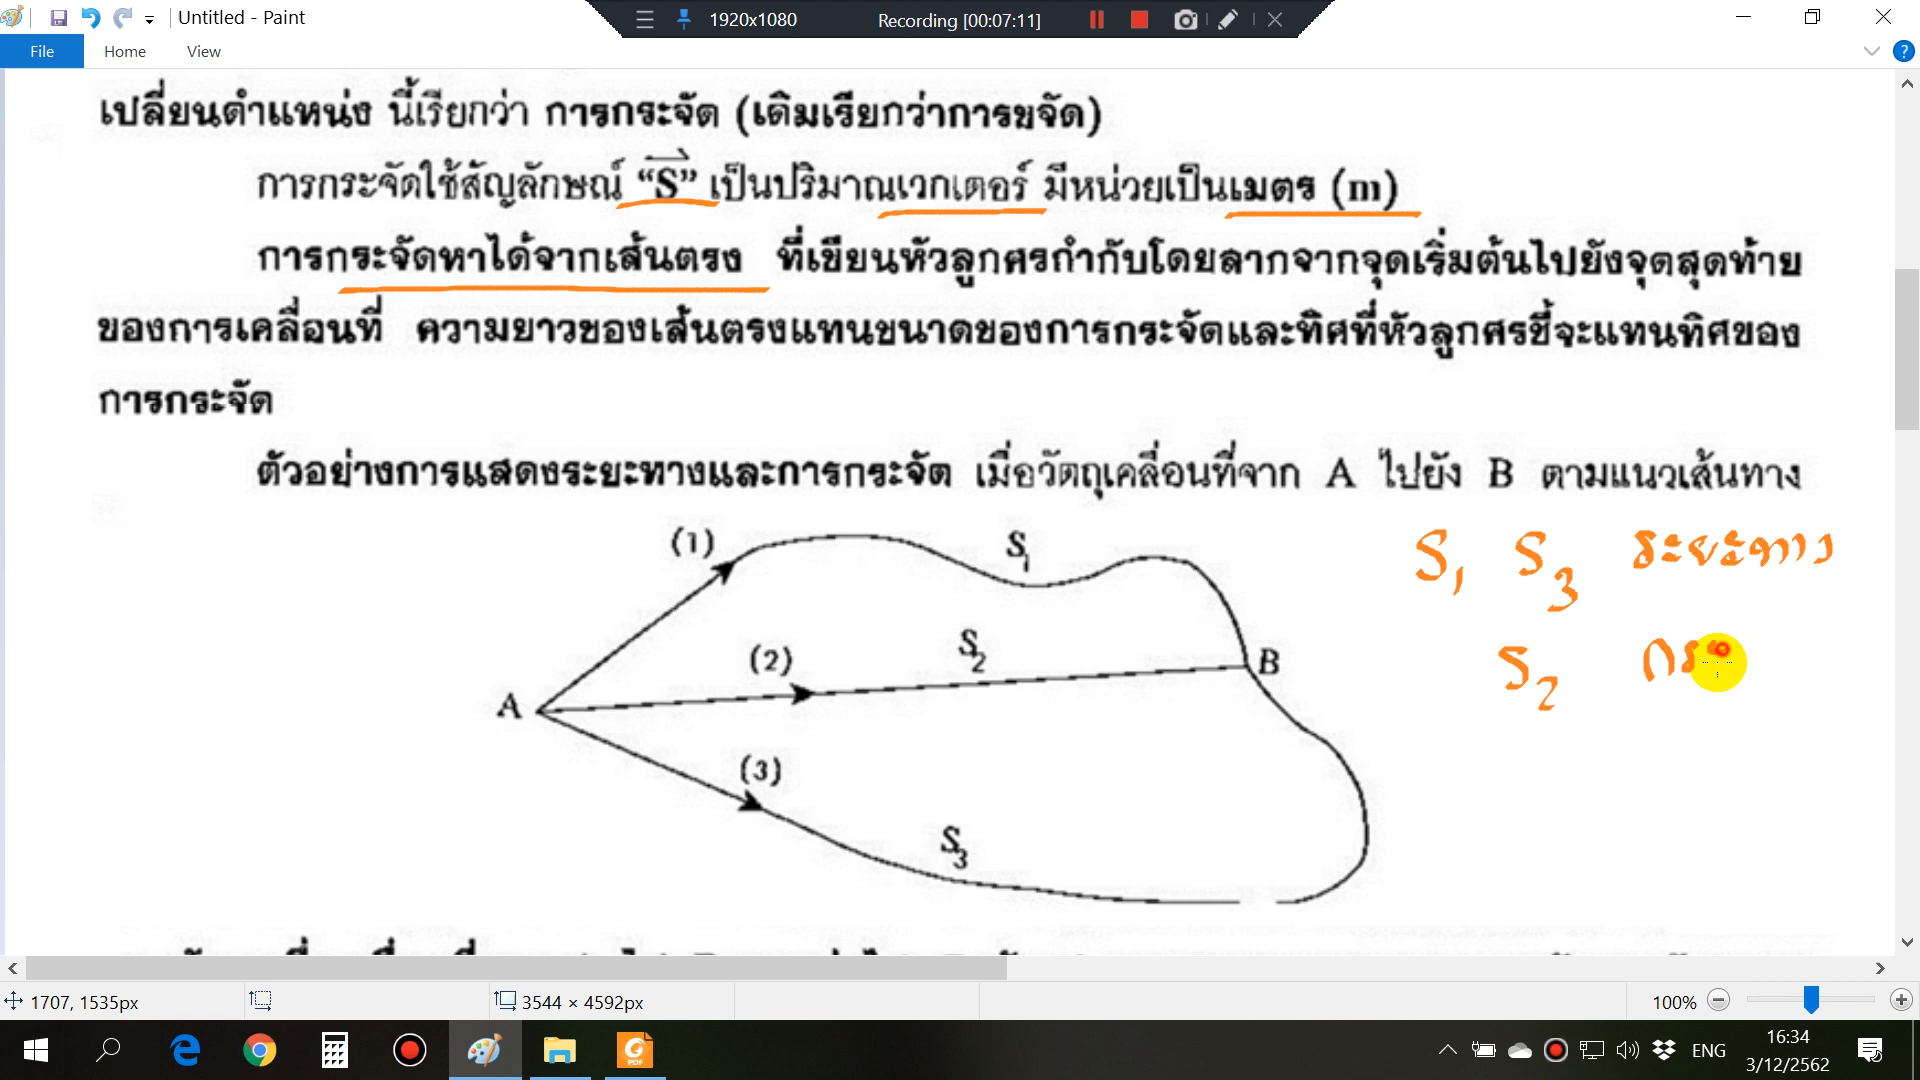 Untitled - Paint
1920x1080
Recording [00:07:11]
File Home View
เปลี่ยนตำแหน่ง นี้เรียกว่า การกระจัด (เดิมเรียกว่าการขจัด)
การกระจัดใช้สัญลักษณ์ “S” เป็นปริมาณเวกเตอร์ มีหน่วยเป็นเมตร (m)
การกระจัดหาได้จากเส้นตรง ที่เขียนหัวลูกศรกำกับโดยลากจากจุดเริ่มต้นไปยังจุดสุดท้าย
ของการเคลื่อนที่ ความยาวของเส้นตรงแทนขนาดของการกระจัดและทิศที่หัวลูกศรชี้จะแทนทิศของ
การกระจัด
ตัวอย่างการแสดงระยะทางและการกระจัด เมื่อวัตถุเคลื่อนที่จาก A ไปยัง B ตามแนวเส้นทาง
(1) S1
S1 S3 ระยะทาง
(2) S2 B
S2 กระ
A
(3)
S3
1707, 1535px
3544 × 4592px
100%
PDF
ENG
16:34
3/12/2562